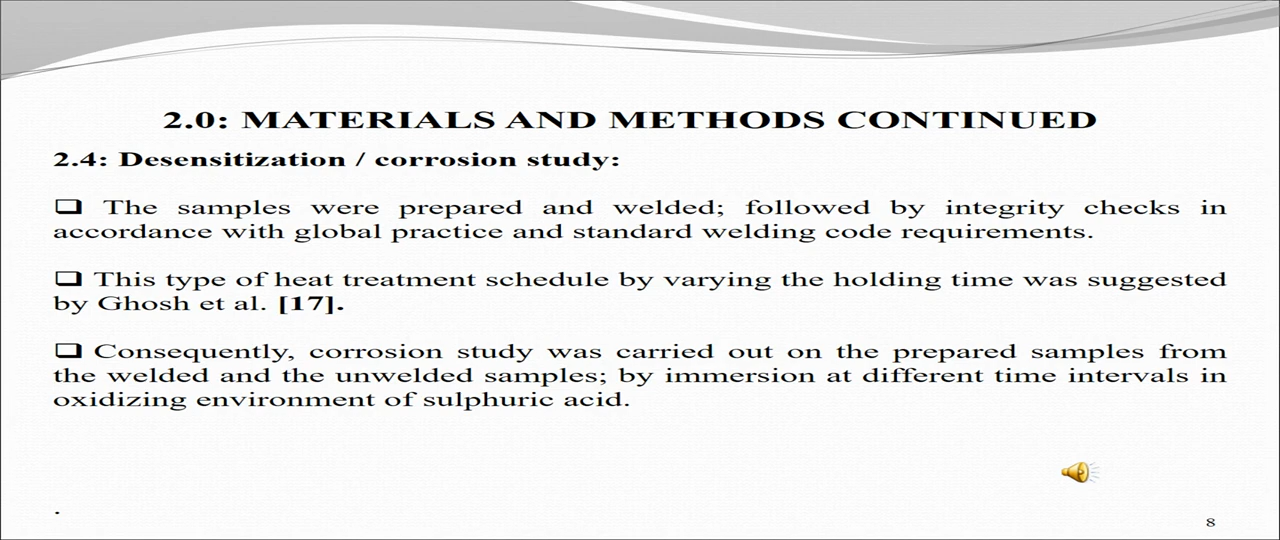 2.0: MATERIALS AND METHODS CONTINUED
2.4: Desensitization / corrosion study:
❑ The samples were prepared and welded; followed by integrity checks in
accordance with global practice and standard welding code requirements.
❑ This type of heat treatment schedule by varying the holding time was suggested
by Ghosh et al. [17].
❑ Consequently, corrosion study was carried out on the prepared samples from
the welded and the unwelded samples; by immersion at different time intervals in
oxidizing environment of sulphuric acid.
.
8